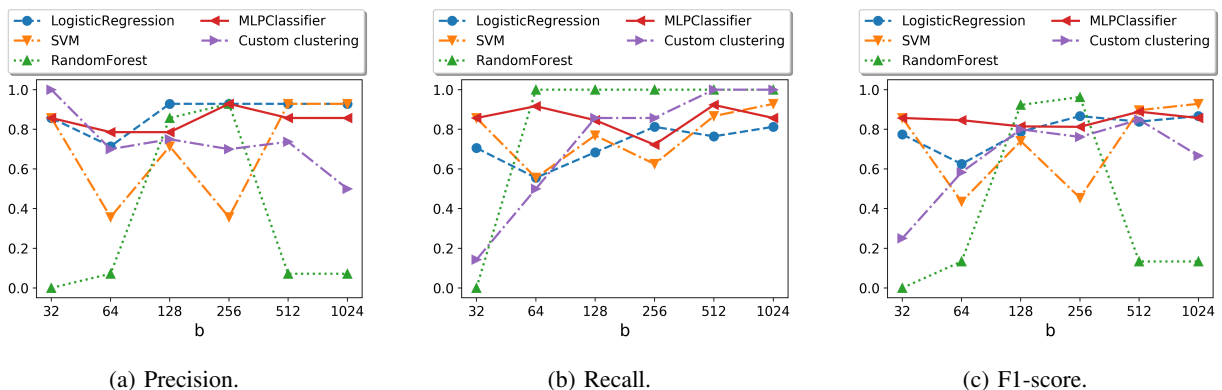 LogisticRegression
SVM
RandomForest
MLPClassifier
Custom clustering
1.0
0.8
0.6
0.4
0.2
0.0
32 64 128 256 512 1024
b
(a) Precision.
LogisticRegression
SVM
RandomForest
MLPClassifier
Custom clustering
1.0
0.8
0.6
0.4
0.2
0.0
32 64 128 256 512 1024
b
(b) Recall.
LogisticRegression
SVM
RandomForest
MLPClassifier
Custom clustering
1.0
0.8
0.6
0.4
0.2
0.0
32 64 128 256 512 1024
b
(c) F1-score.